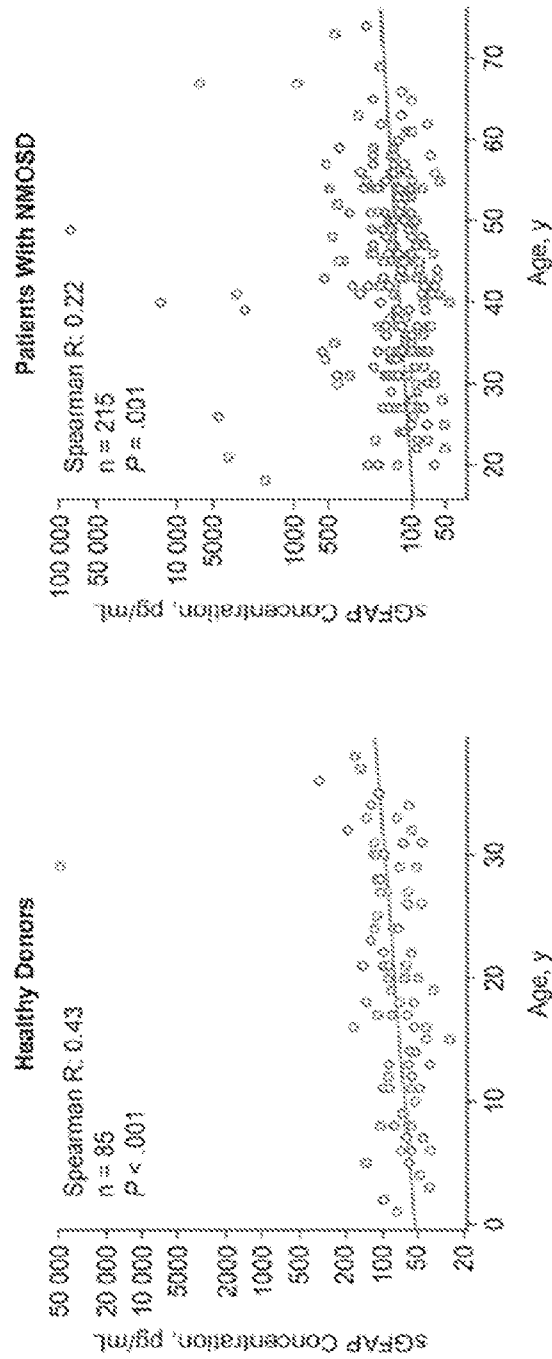 Healthy Donors
Spearman R: 0.43
n = 85
P < .001
sGFAP Concentration, pg/mL
50 000
20 000
10 000
5000
2000
1000
500
200
100
50
20
0
10
20
30
Age, y
Patients With NMOSD
Spearman R: 0.22
n = 215
P = .001
sGFAP Concentration, pg/mL
100 000
50 000
10 000
5000
1000
500
100
50
20
30
40
50
60
70
Age, y